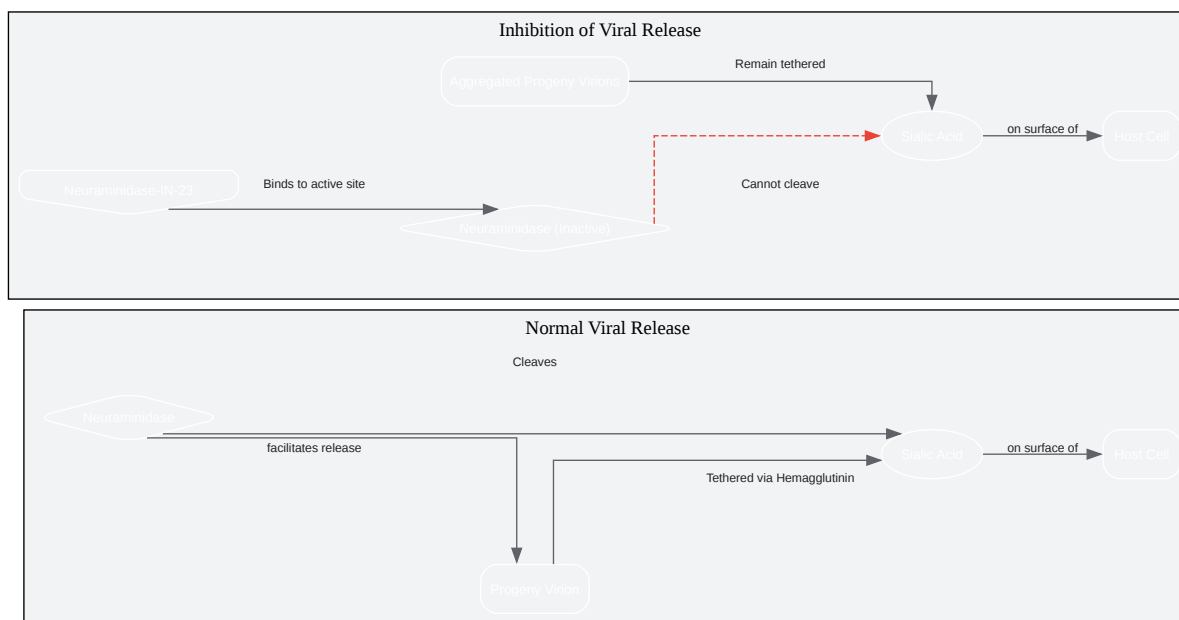 Inhibition of Viral Release
Remain tethered
Aggregated Progeny Virions
Sialic Acid
on surface of
Host Cell
Neuraminidase-IN-23
Binds to active site
Cannot cleave
Neuraminidase (Inactive)
Normal Viral Release
Cleaves
Neuraminidase
facilitates release
Sialic Acid
on surface of
Host Cell
Tethered via Hemagglutinin
Progeny Virion